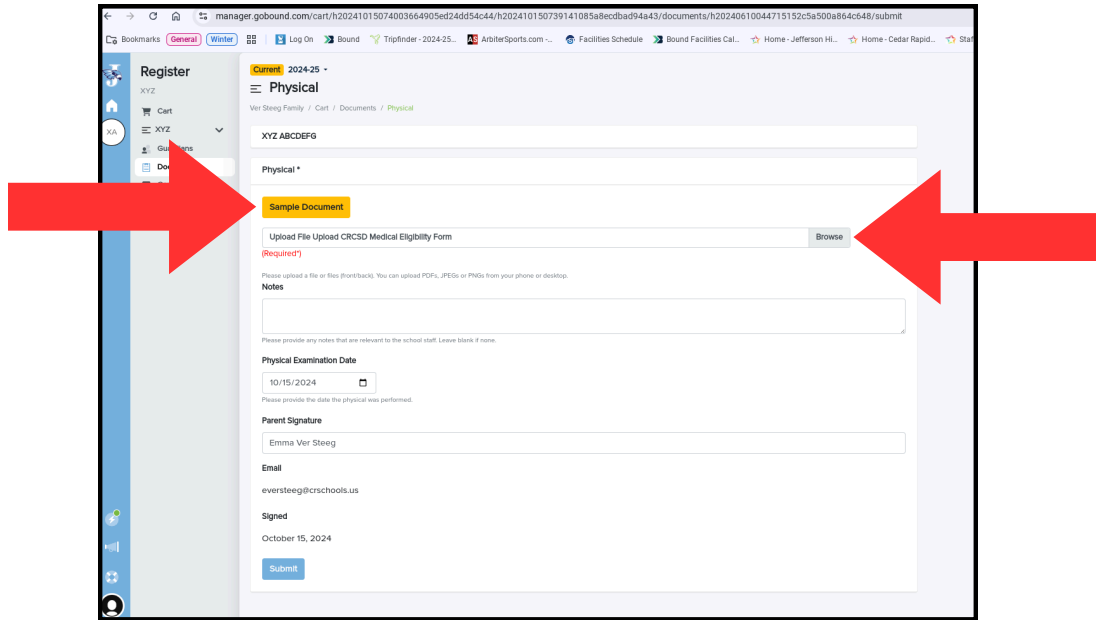 manager.gobound.com/cart/h20241015074003664905ed24dd54c44/h202410150739141085a8ecdbad94a43/documents/h20240610044715152c5a500a864c648/submit
Bookmarks General Winter Log On Bound Tripfinder - 2024-25... AS ArbiterSports.com -... Facilities Schedule Bound Facilities Cal... Home - Jefferson Hi... Home - Cedar Rapid... Staf
Register
XYZ
Cart
XA
XYZ
Current 2024-25
Physical
Ver Steeg Family / Cart / Documents / Physical
XYZ ABCDEFG
Physical *
Sample Document
Upload File Upload CRCSD Medical Eligibility Form Browse
(Required*)
Please upload a file or files (front/back). You can upload PDFs, JPEGs or PNGs from your phone or desktop.
Notes
Please provide any notes that are relevant to the school staff. Leave blank if none.
Physical Examination Date
10/15/2024
Please provide the date the physical was performed.
Parent Signature
Emma Ver Steeg
Email
eversteeg@crschools.us
Signed
October 15, 2024
Submit